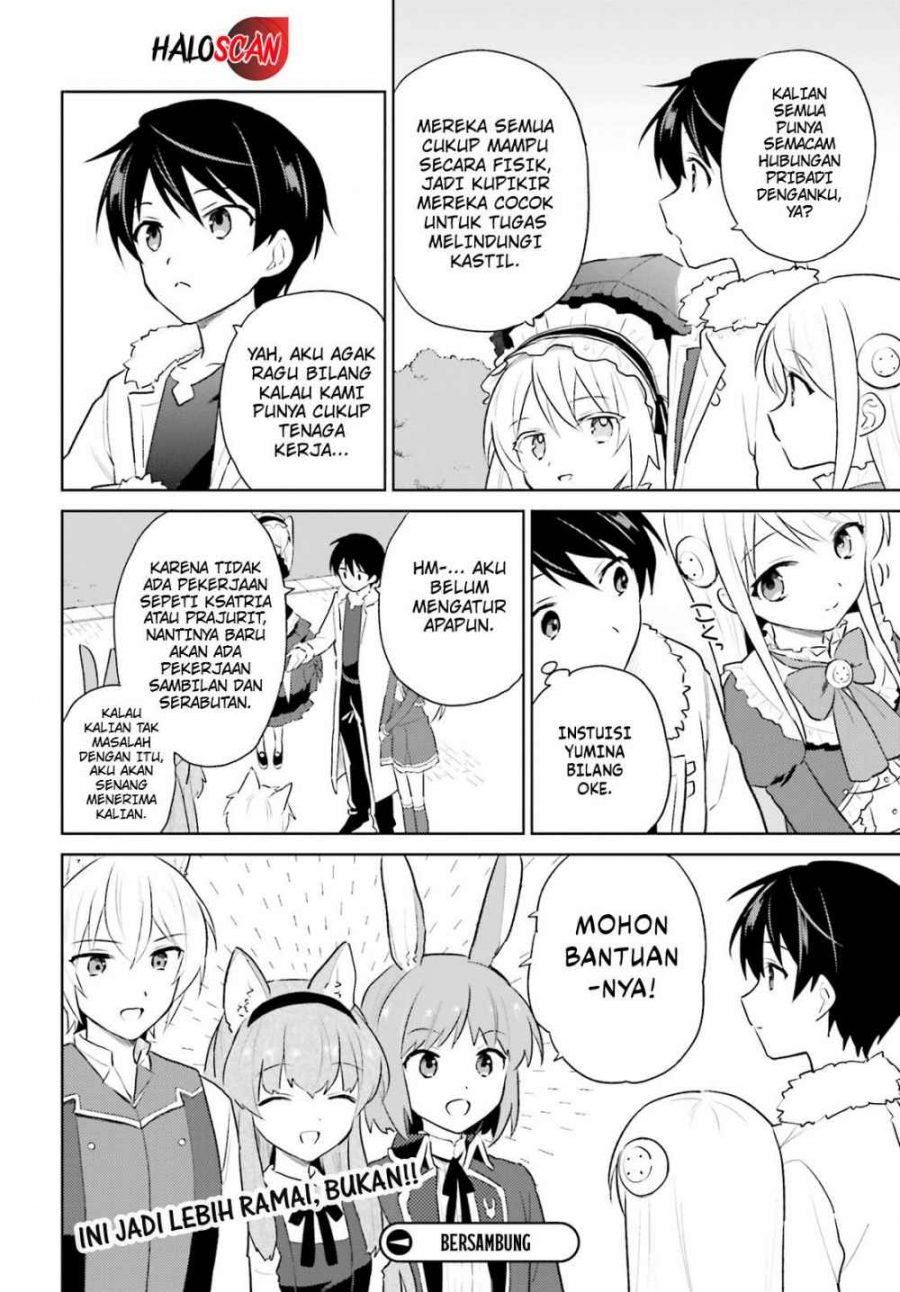 HALOSCAN
KALIAN
SEMUA
PUNYA
SEMACAM
HUBUNGAN
PRIBADI
DENGANKU,
YA?
MEREKA SEMUA
CUKUP MAMPU
SECARA FISIK,
JADI KUPIKIR
MEREKA COCOK
UNTUK TUGAS
MELINDUNGI
KASTIL.
YAH, AKU AGAK
RAGU BILANG
KALAU KAMI
PUNYA CUKUP
TENAGA
KERJA...
INSTUISI
YUMINA
BILANG
OKE.
HM-... AKU
BELUM
MENGATUR
APAPUN.
KARENA TIDAK
ADA PEKERJAAN
SEPETI KSATRIA
ATAU PRAJURIT,
NANTINYA BARU
AKAN ADA
PEKERJAAN
SAMBILAN DAN
SERABUTAN.
KALAU
KALIAN TAK
MASALAH
DENGAN ITU,
AKU AKAN
SENANG
MENERIMA
KALIAN.
MOHON
BANTUAN
-NYA!
INI JADI LEBIH RAMAI, BUKAN!!
BERSAMBUNG